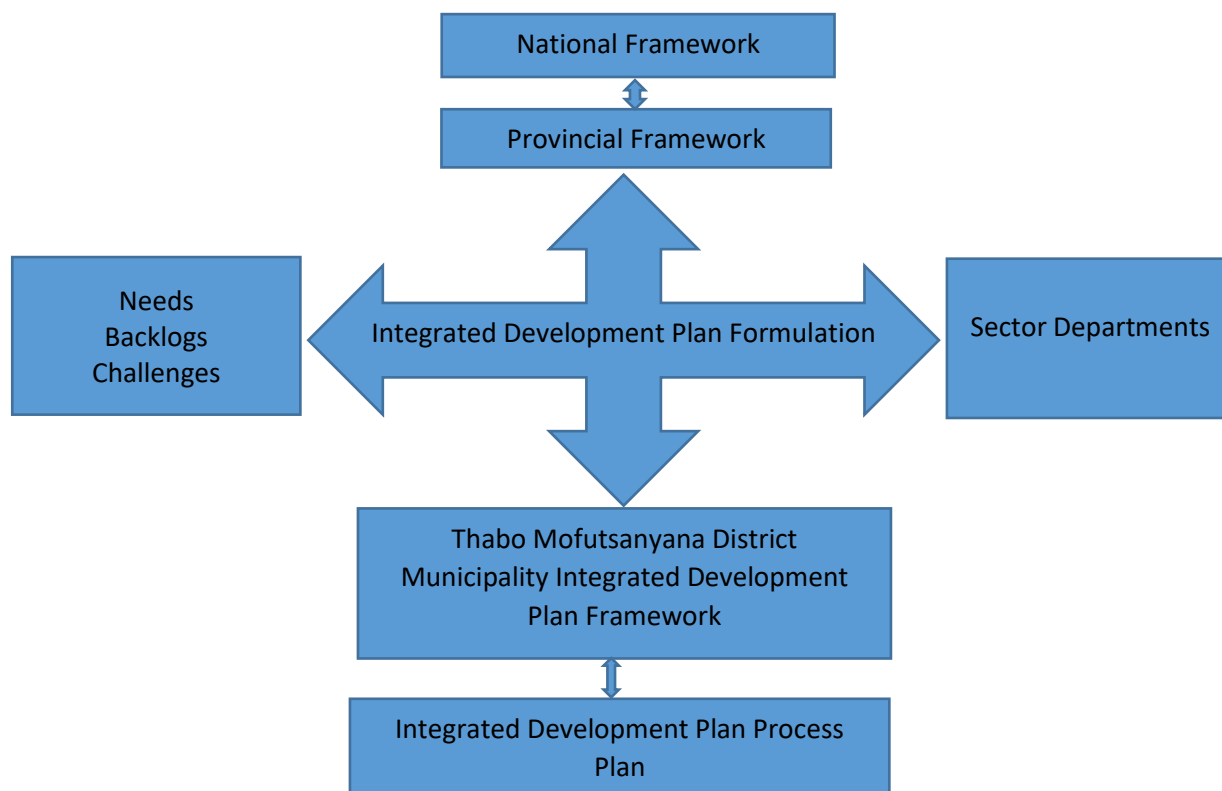 National Framework
Provincial Framework
Needs
Backlogs
Challenges
Integrated Development Plan Formulation
Sector Departments
Thabo Mofutsanyana District
Municipality Integrated Development
Plan Framework
Integrated Development Plan Process
Plan